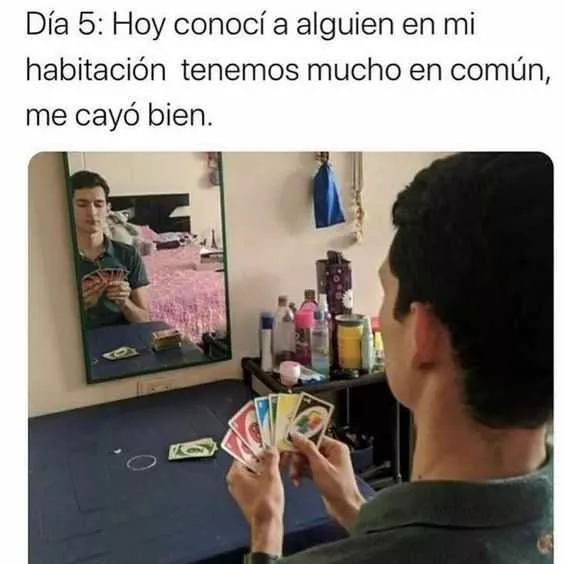 Día 5: Hoy conocí a alguien en mi
habitación tenemos mucho en común,
me cayó bien.